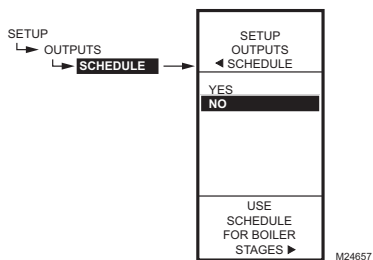 SETUP
OUTPUTS
SCHEDULE
SETUP
OUTPUTS
◄ SCHEDULE
YES
NO
USE
SCHEDULE
FOR BOILER
STAGES ►
M24657